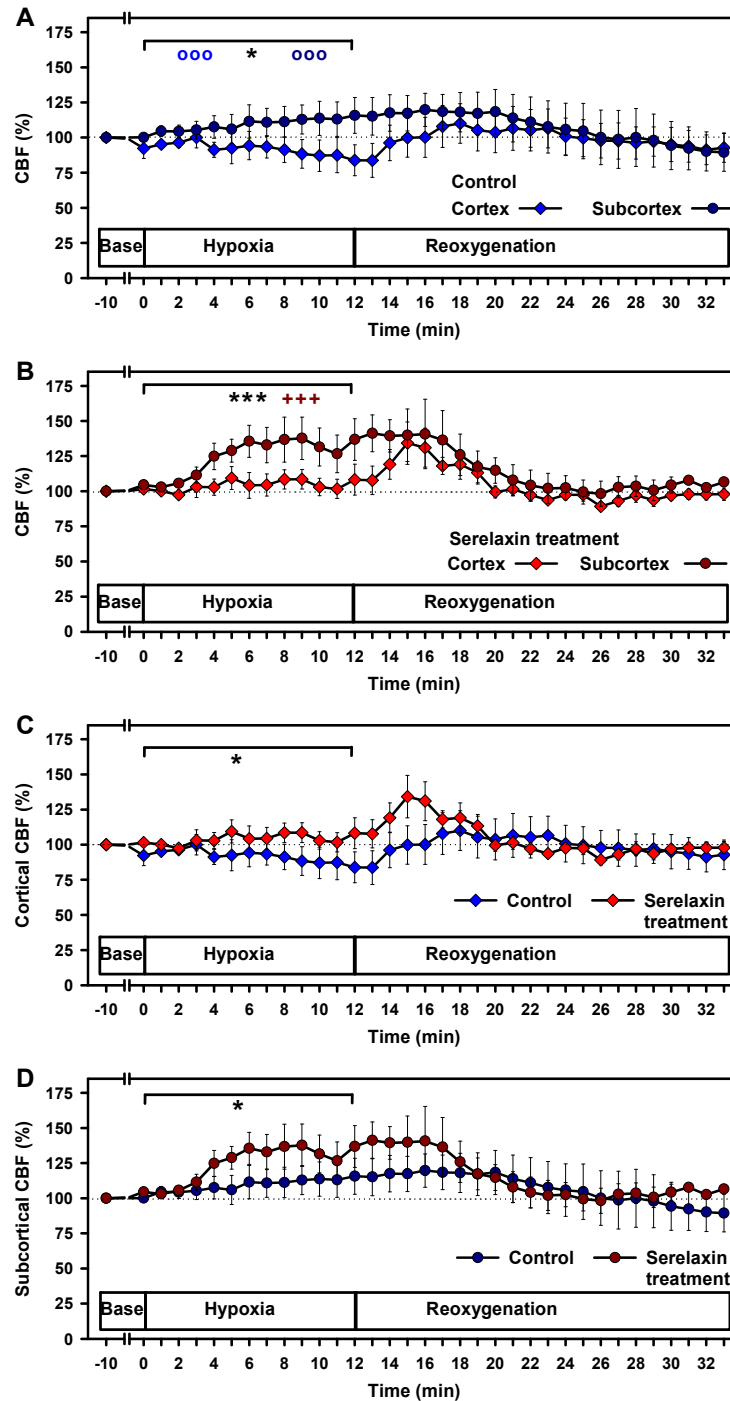 A
CBF (%)
175
150
125
100
75
50
25
0
ooo * ooo
Control
Cortex Subcortex
Base Hypoxia Reoxygenation
-10 0 2 4 6 8 10 12 14 16 18 20 22 24 26 28 30 32
Time (min)
B
CBF (%)
175
150
125
100
75
50
25
0
*** +++
Serelaxin treatment
Cortex Subcortex
Base Hypoxia Reoxygenation
-10 0 2 4 6 8 10 12 14 16 18 20 22 24 26 28 30 32
Time (min)
C
Cortical CBF (%)
175
150
125
100
75
50
25
0
*
Control Serelaxin
treatment
Base Hypoxia Reoxygenation
-10 0 2 4 6 8 10 12 14 16 18 20 22 24 26 28 30 32
Time (min)
D
Subcortical CBF (%)
175
150
125
100
75
50
25
0
*
Control Serelaxin
treatment
Base Hypoxia Reoxygenation
-10 0 2 4 6 8 10 12 14 16 18 20 22 24 26 28 30 32
Time (min)